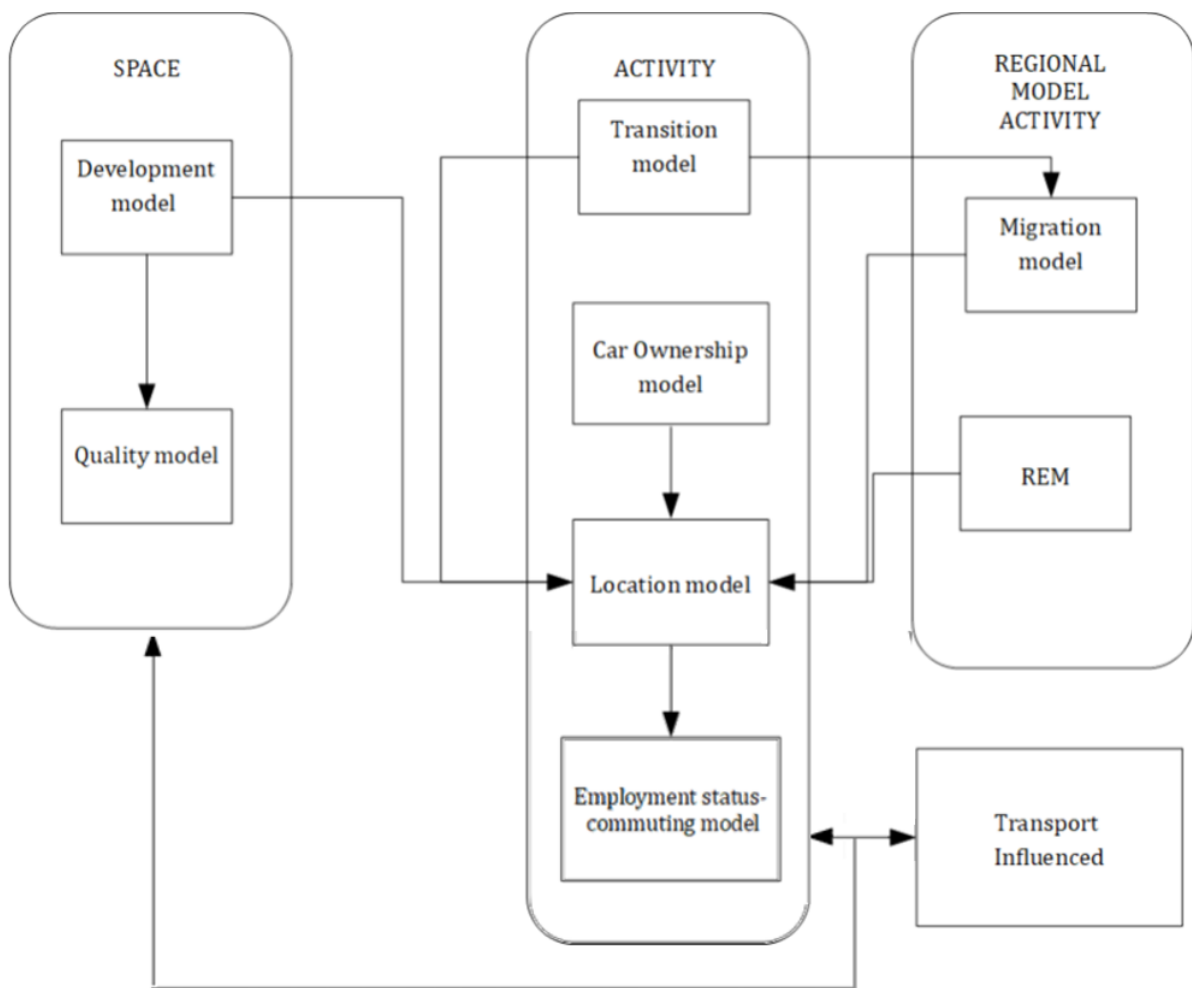 SPACE
Development
model
Quality model
ACTIVITY
Transition
model
Car Ownership
model
Location model
Employment status-
commuting model
REGIONAL
MODEL
ACTIVITY
Migration
model
REM
Transport
Influenced